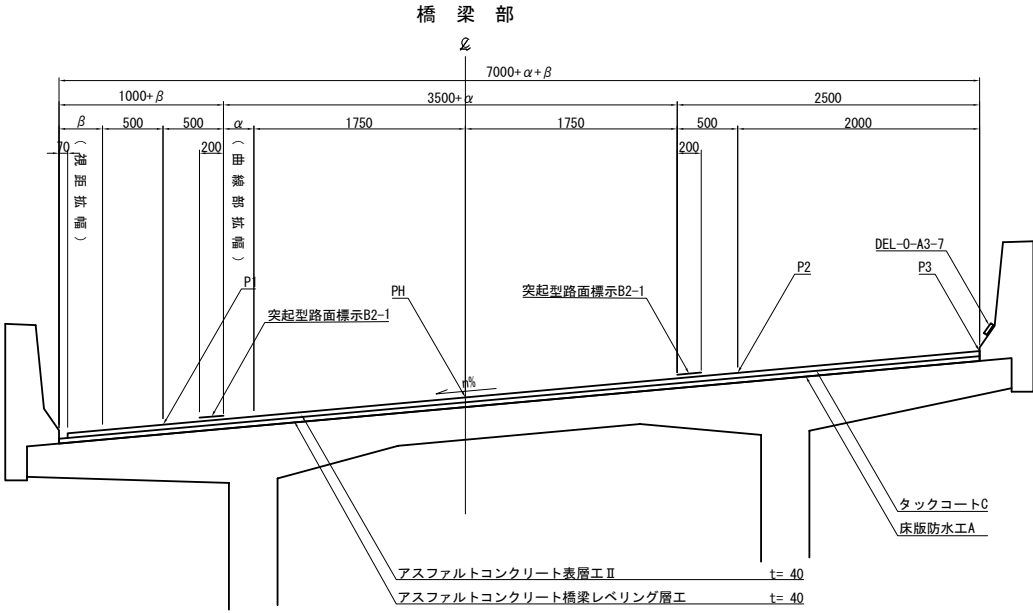 橋梁部
℄
7000+α+β
1000+β
3500+α
2500
β
500
500
α
1750
1750
500
2000
70
200
200
(視距拡幅)
(曲線部拡幅)
DEL-O-A3-7
P1
PH
P2
P3
突起型路面標示B2-1
突起型路面標示B2-1
n%
タックコートC
床版防水工A
アスファルトコンクリート表層工Ⅱ t= 40
アスファルトコンクリート橋梁レベリング層工 t= 40